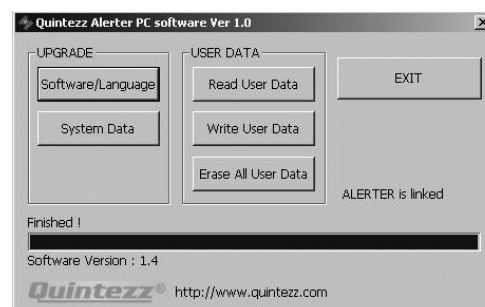 Quintezz Alerter PC software Ver 1.0
UPGRADE
Software/Language
System Data
USER DATA
Read User Data
Write User Data
Erase All User Data
EXIT
ALERTER is linked
Finished !
Software Version : 1.4
Quintezz® http://www.quintezz.com